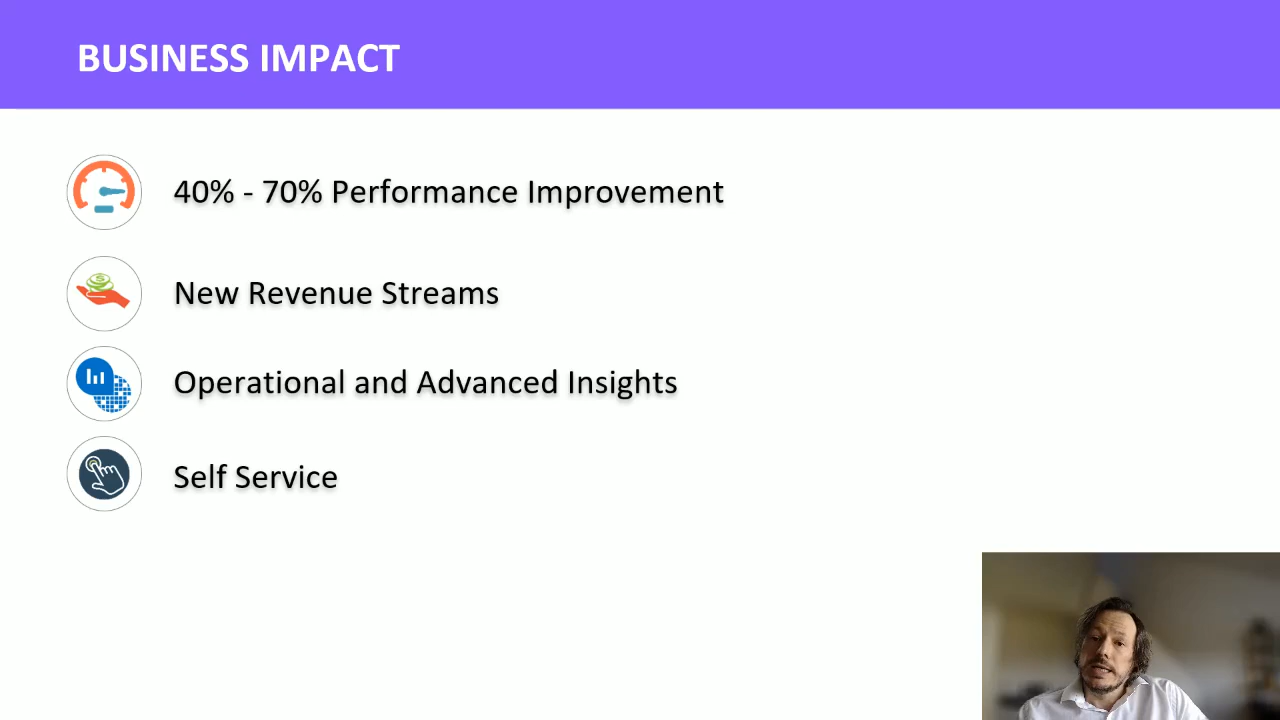 BUSINESS IMPACT
40% - 70% Performance Improvement
New Revenue Streams
Operational and Advanced Insights
Self Service